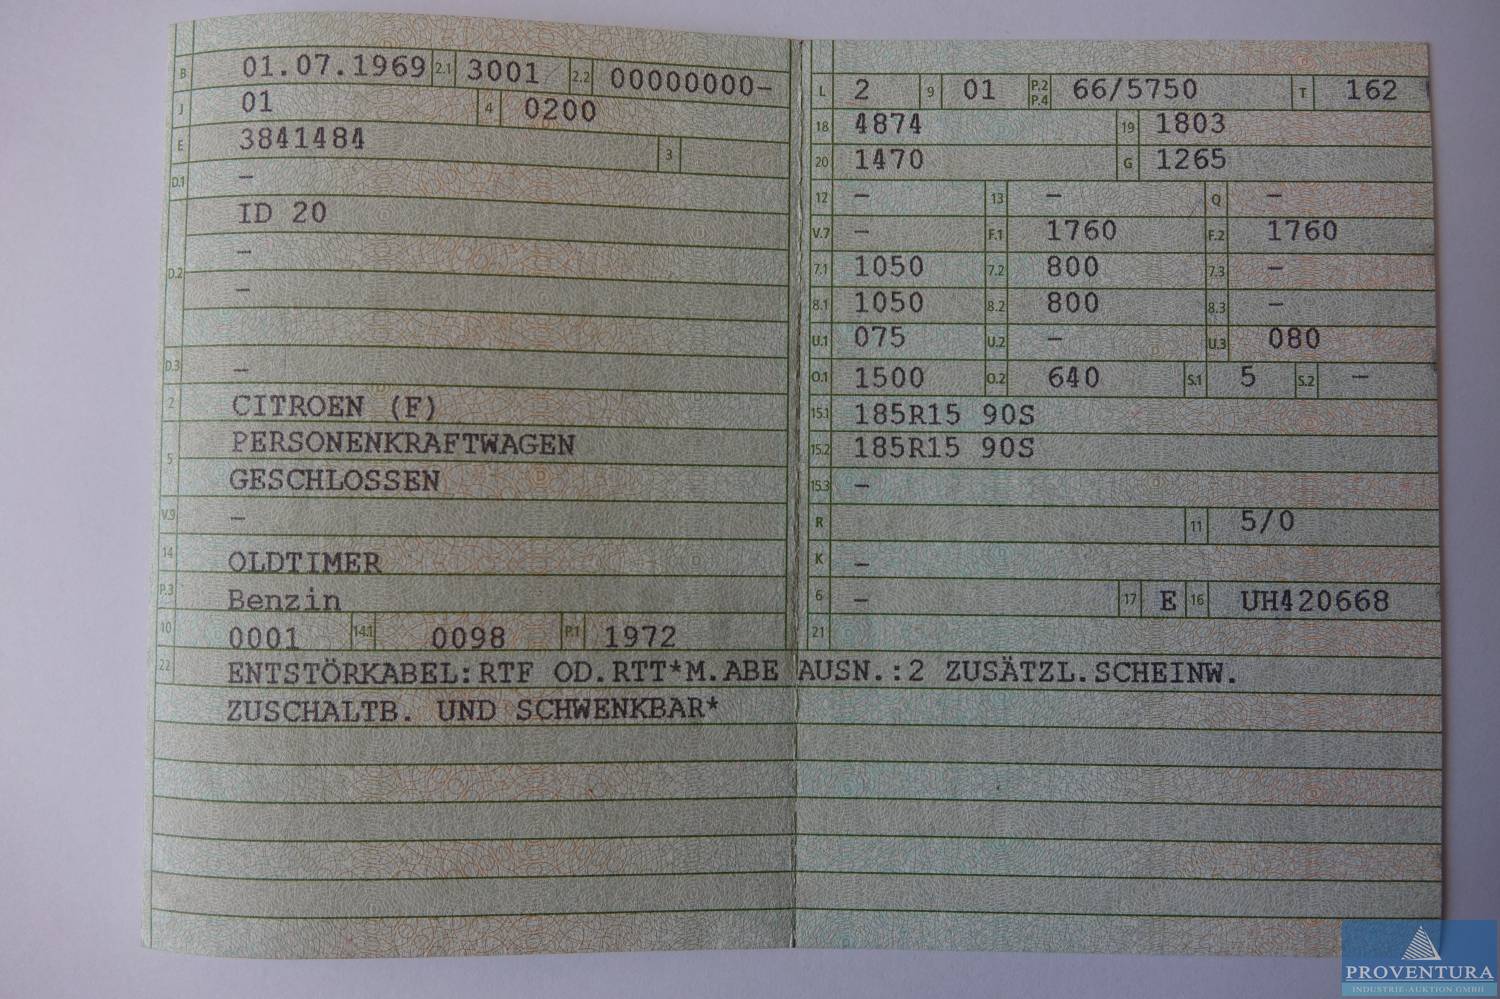 B 01.07.1969 2.1 3001 2.2 00000000-
J 01 4 0200
E 3841484 3
D.1 -
D.2 ID 20
-
-
D.3 -
2 CITROEN (F)
5 PERSONENKRAFTWAGEN
GESCHLOSSEN
V.9 -
14 OLDTIMER
P.3 Benzin
10 0001 14.1 0098 P.1 1972
L 2 9 01 P.2 P.4 66/5750 T 162
18 4874 19 1803
20 1470 G 1265
12 - 13 - Q -
V.7 - F.1 1760 F.2 1760
7.1 1050 7.2 800 7.3 -
8.1 1050 8.2 800 8.3 -
U.1 075 U.2 - U.3 080
O.1 1500 O.2 640 S.1 5 S.2 -
15.1 185R15 90S
15.2 185R15 90S
15.3 -
R 11 5/0
K -
6 - 17 E 16 UH420668
21
22 ENTSTÖRKABEL:RTF OD.RTT*M.ABE AUSN.:2 ZUSÄTZL.SCHEINW.
ZUSCHALTB. UND SCHWENKBAR*
PROVENTURA
INDUSTRIE-AUKTION GMBH